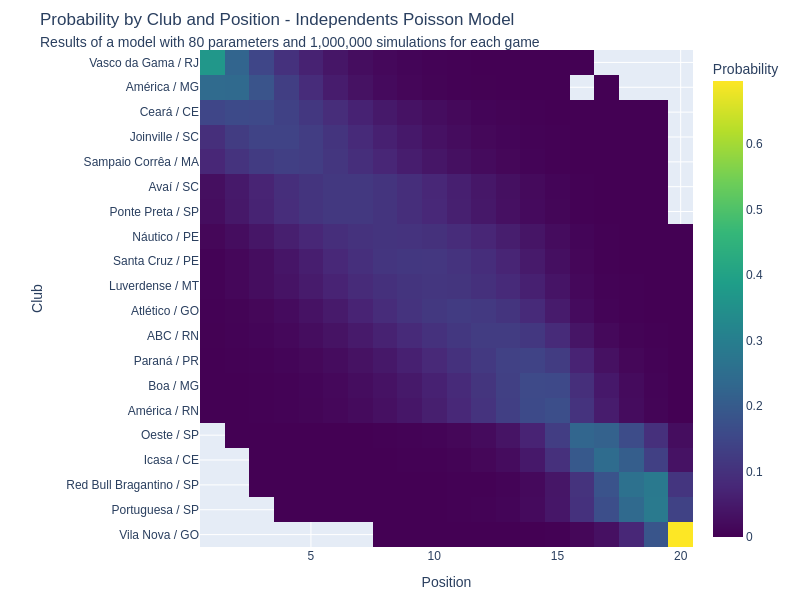 Probability by Club and Position - Independents Poisson Model
Results of a model with 80 parameters and 1,000,000 simulations for each game
Probability
Vasco da Gama / RJ
América / MG
Ceará / CE
Joinville / SC
Sampaio Corrêa / MA
Avaí / SC
Ponte Preta / SP
Náutico / PE
Santa Cruz / PE
Luverdense / MT
Atlético / GO
ABC / RN
Paraná / PR
Boa / MG
América / RN
Oeste / SP
Icasa / CE
Red Bull Bragantino / SP
Portuguesa / SP
Vila Nova / GO
Club
5
10
15
20
Position
0.6
0.5
0.4
0.3
0.2
0.1
0